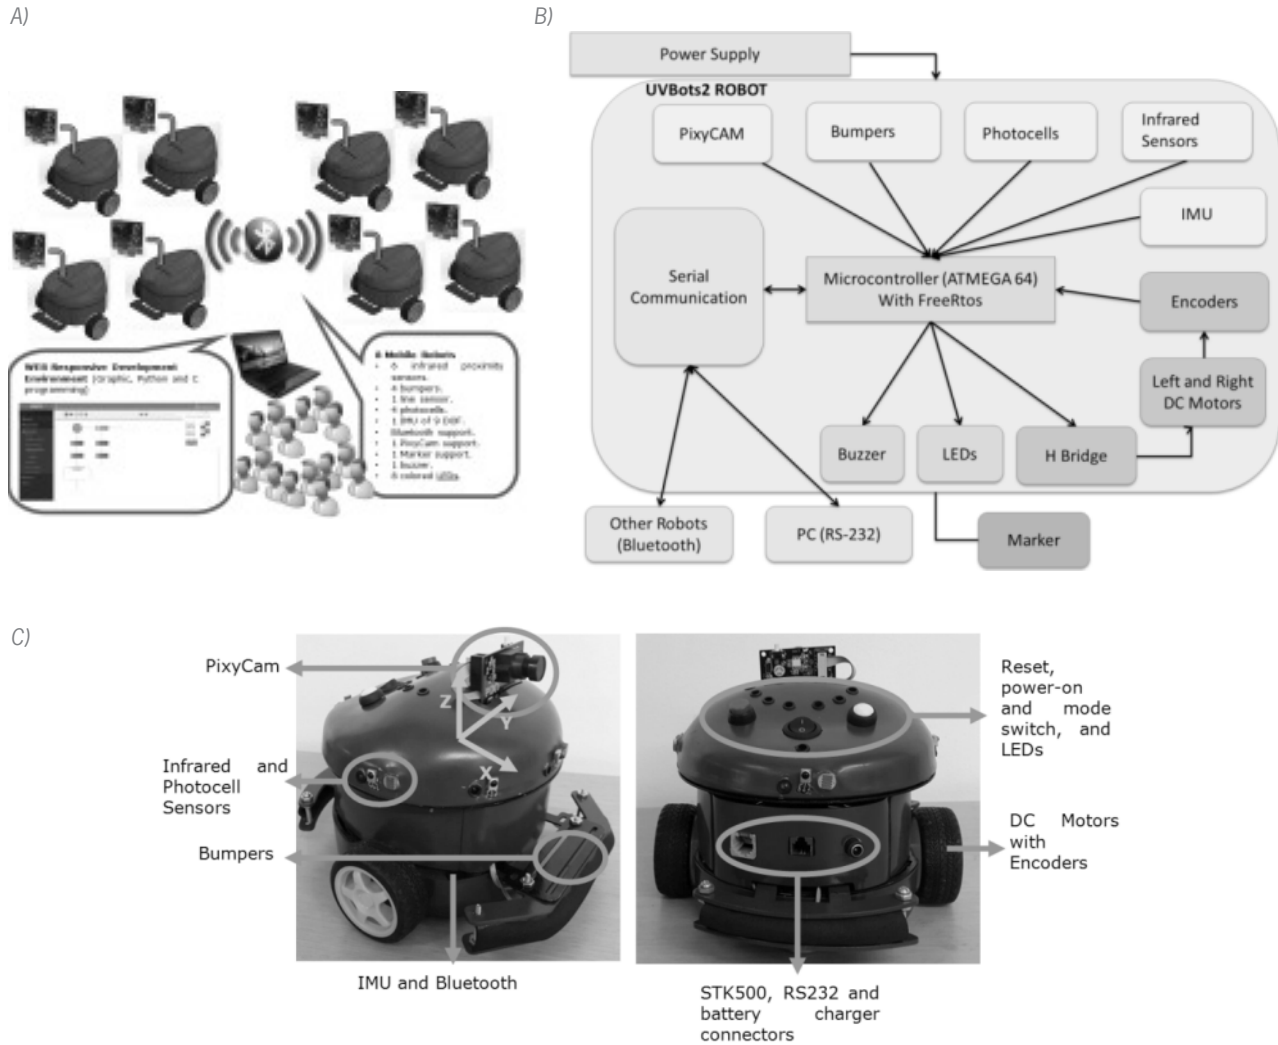 A)
WEB Responsive Development
Environment (Graphic, Python and C
programming)
8 Mobile Robots
• 6 infrared proximity
sensors.
• 4 bumpers.
• 1 line sensor.
• 4 photocells.
• 1 IMU of 9 DOF.
• Bluetooth support.
• 1 PixyCam support.
• 1 Marker support.
• 1 buzzer.
• 8 colored LEDs.
B)
Power Supply
UVBots2 ROBOT
PixyCAM
Bumpers
Photocells
Infrared
Sensors
IMU
Serial
Communication
Microcontroller (ATMEGA 64)
With FreeRtos
Encoders
Left and Right
DC Motors
Buzzer
LEDs
H Bridge
Other Robots
(Bluetooth)
PC (RS-232)
Marker
C)
PixyCam
Z
Y
X
Infrared and
Photocell
Sensors
Bumpers
IMU and Bluetooth
Reset,
power-on
and mode
switch, and
LEDs
DC Motors
with
Encoders
STK500, RS232 and
battery charger
connectors